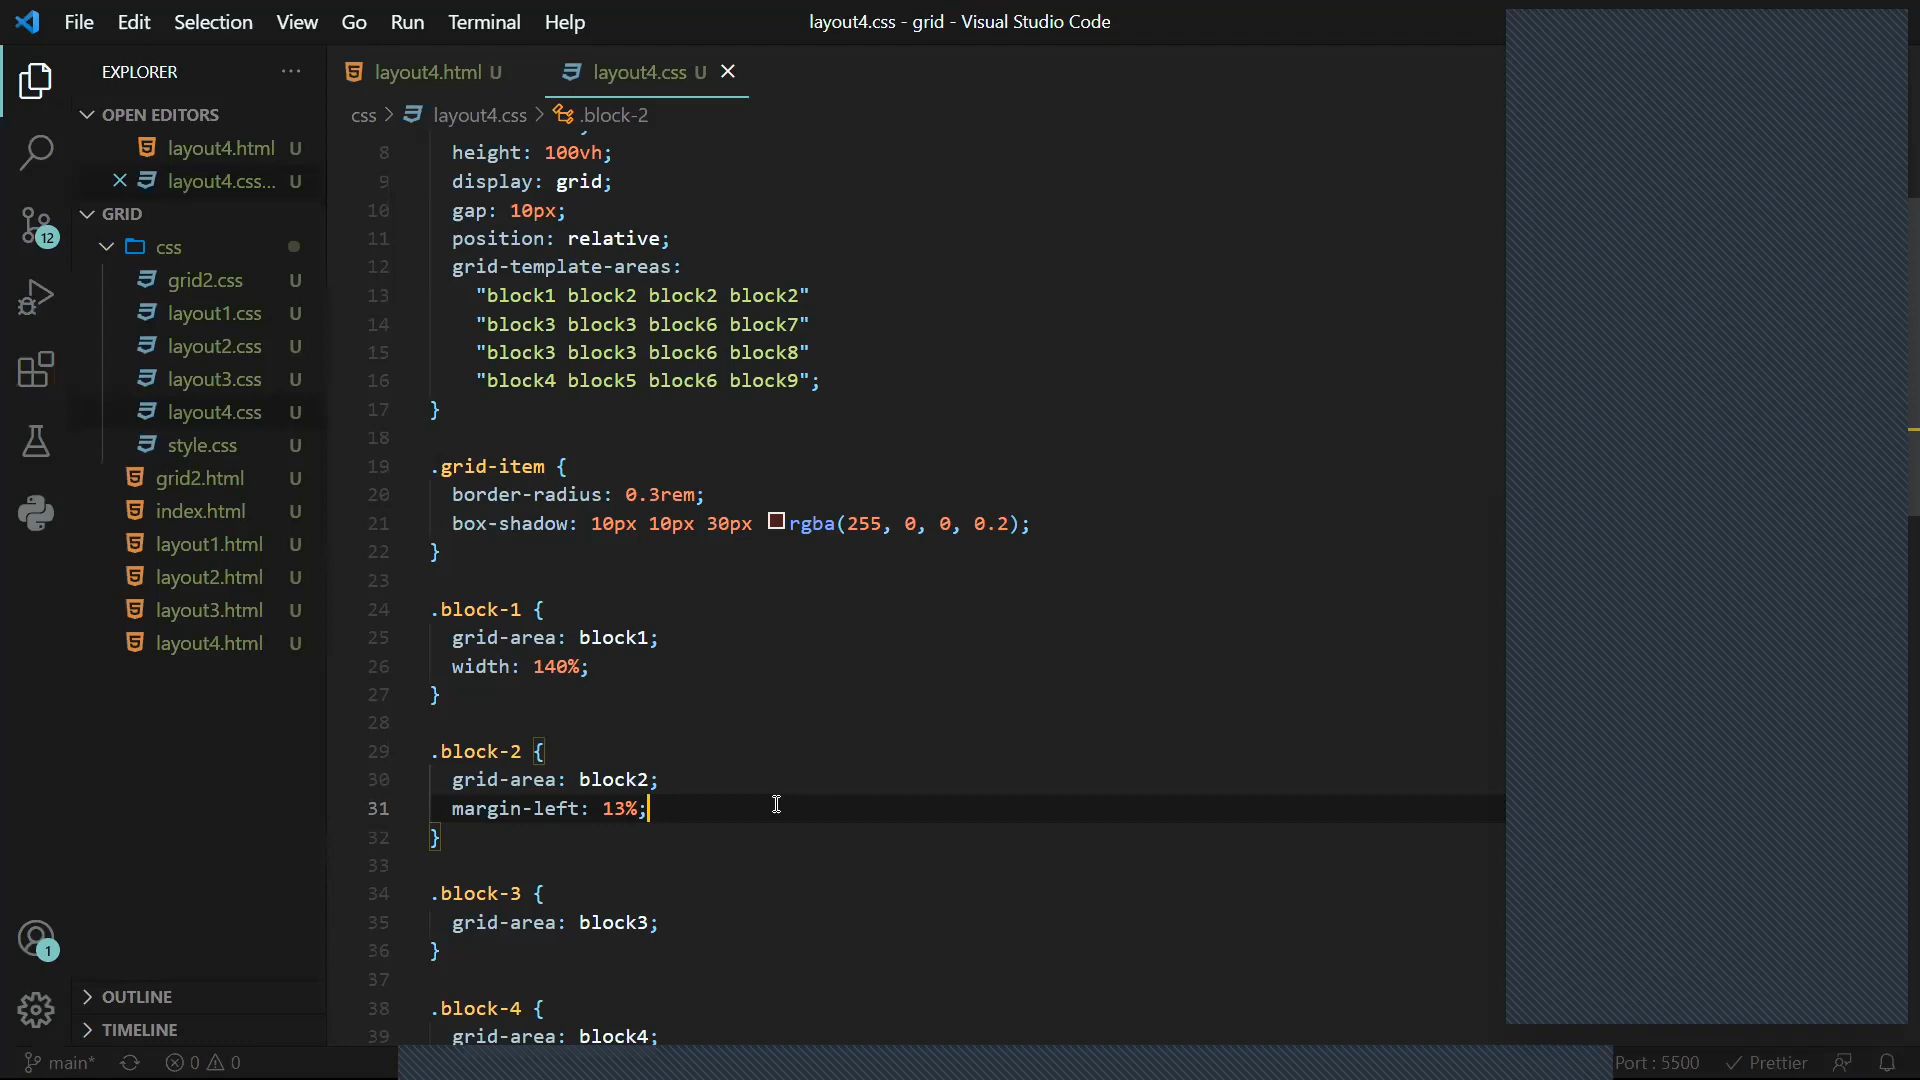 File Edit Selection View Go Run Terminal Help
layout4.css - grid - Visual Studio Code
EXPLORER
OPEN EDITORS
layout4.html U
layout4.css... U
GRID
css
grid2.css U
layout1.css U
layout2.css U
layout3.css U
layout4.css U
style.css U
grid2.html U
index.html U
layout1.html U
layout2.html U
layout3.html U
layout4.html U
OUTLINE
TIMELINE
12
1
layout4.html U layout4.css U
css > layout4.css > .block-2
8 height: 100vh;
9 display: grid;
10 gap: 10px;
11 position: relative;
12 grid-template-areas:
13 "block1 block2 block2 block2"
14 "block3 block3 block6 block7"
15 "block3 block3 block6 block8"
16 "block4 block5 block6 block9";
17 }
18
19 .grid-item {
20 border-radius: 0.3rem;
21 box-shadow: 10px 10px 30px rgba(255, 0, 0, 0.2);
22 }
23
24 .block-1 {
25 grid-area: block1;
26 width: 140%;
27 }
28
29 .block-2 {
30 grid-area: block2;
31 margin-left: 13%;
32 }
33
34 .block-3 {
35 grid-area: block3;
36 }
37
38 .block-4 {
39 grid-area: block4;
main* 0 0 Port : 5500 Prettier